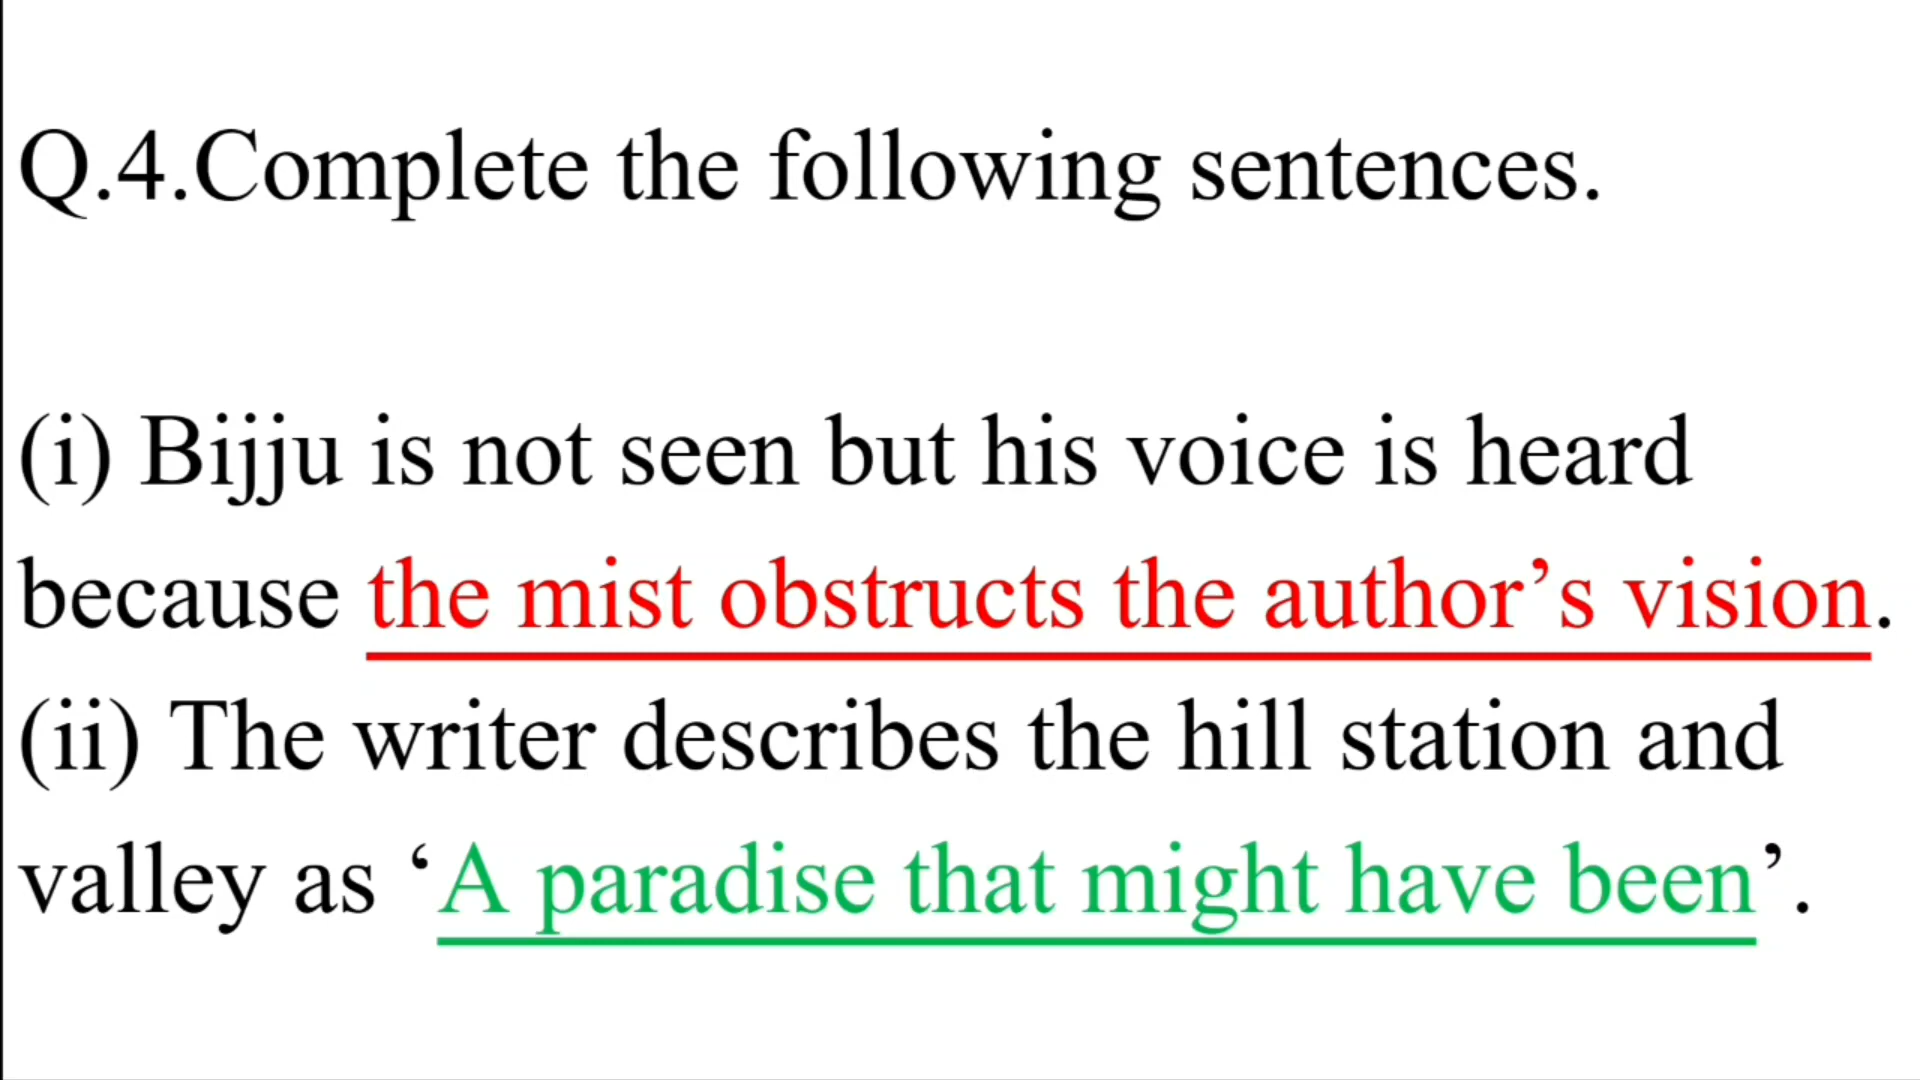 Q.4.Complete the following sentences.
(i) Bijju is not seen but his voice is heard
because the mist obstructs the author’s vision.
(ii) The writer describes the hill station and
valley as ‘A paradise that might have been’.